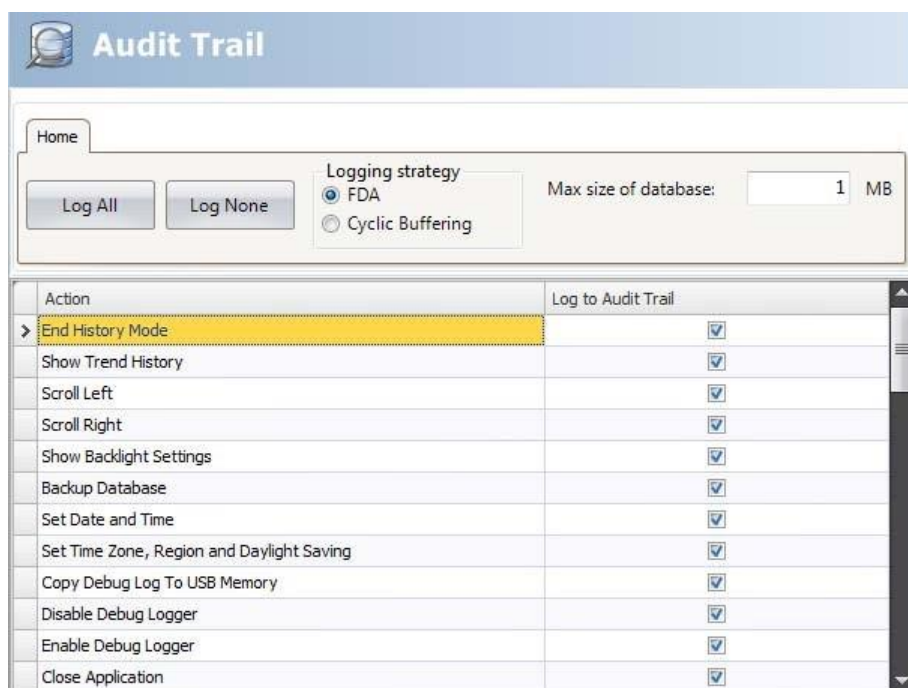 Audit Trail
Home
Log All
Log None
Logging strategy
FDA
Cyclic Buffering
Max size of database:
1 MB
Action Log to Audit Trail
End History Mode
Show Trend History
Scroll Left
Scroll Right
Show Backlight Settings
Backup Database
Set Date and Time
Set Time Zone, Region and Daylight Saving
Copy Debug Log To USB Memory
Disable Debug Logger
Enable Debug Logger
Close Application